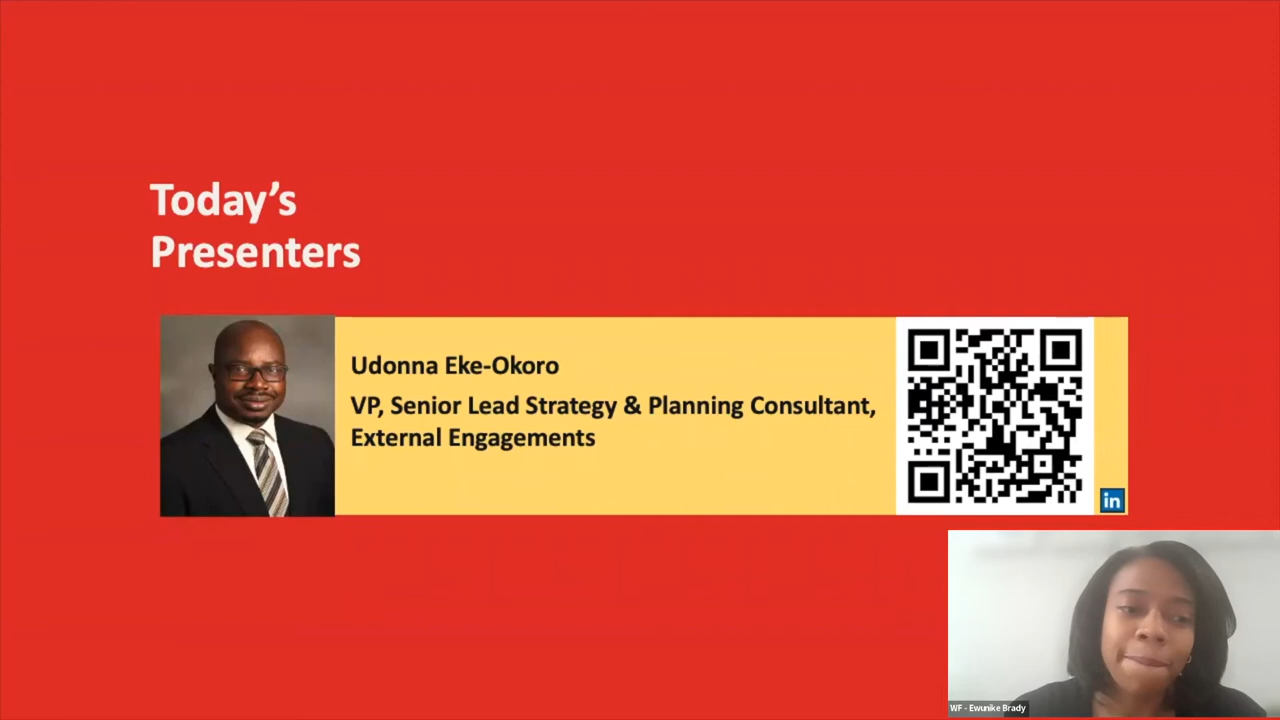 Today’s
Presenters
Udonna Eke-Okoro
VP, Senior Lead Strategy & Planning Consultant,
External Engagements
in
WF - Ewunike Brady